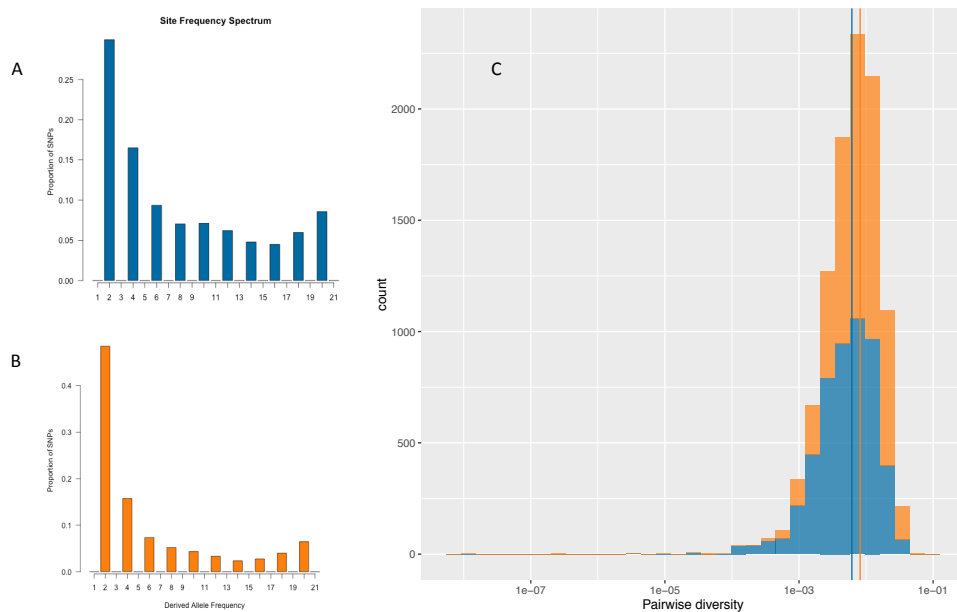 Site Frequency Spectrum
A
Proportion of SNPs
0.25
0.20
0.15
0.10
0.05
0.00
1 2 3 4 5 6 7 8 9 11 13 15 17 19 21
B
Proportion of SNPs
0.4
0.3
0.2
0.1
0.0
1 2 3 4 5 6 7 8 9 11 13 15 17 19 21
Derived Allele Frequency
C
count
2000
1500
1000
500
0
1e-07 1e-05 1e-03 1e-01
Pairwise diversity